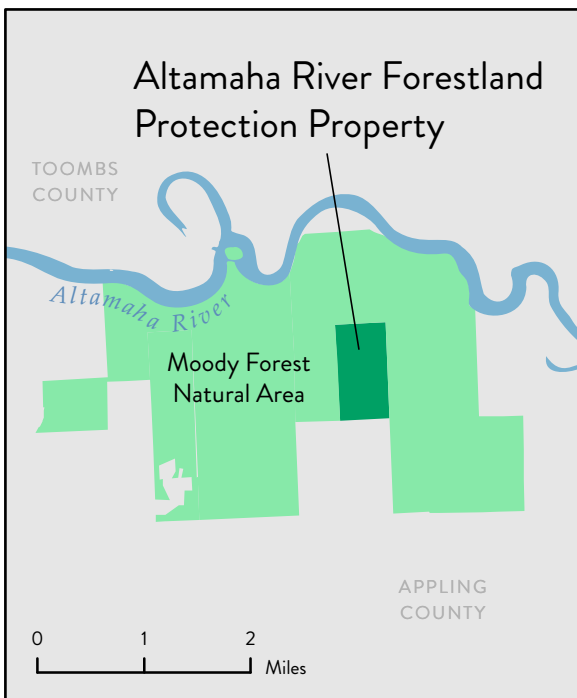 Altamaha River Forestland
Protection Property
TOOMBS
COUNTY
Altamaha River
Moody Forest
Natural Area
APPLING
COUNTY
0 1 2
Miles